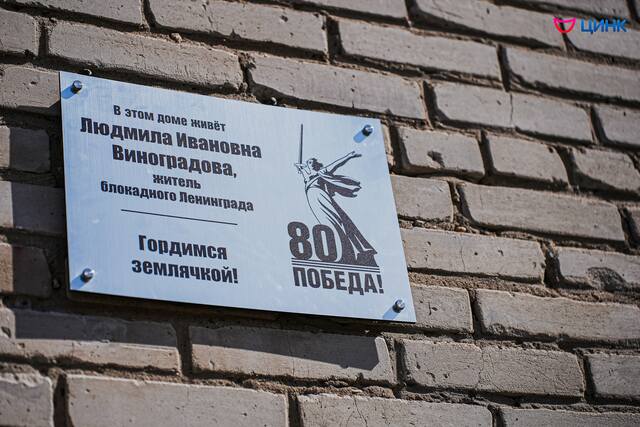 ЦИНК
В этом доме живёт
Людмила Ивановна
Виноградова,
житель
блокадного Ленинграда
Гордимся
землячкой!
80
ПОБЕДА!